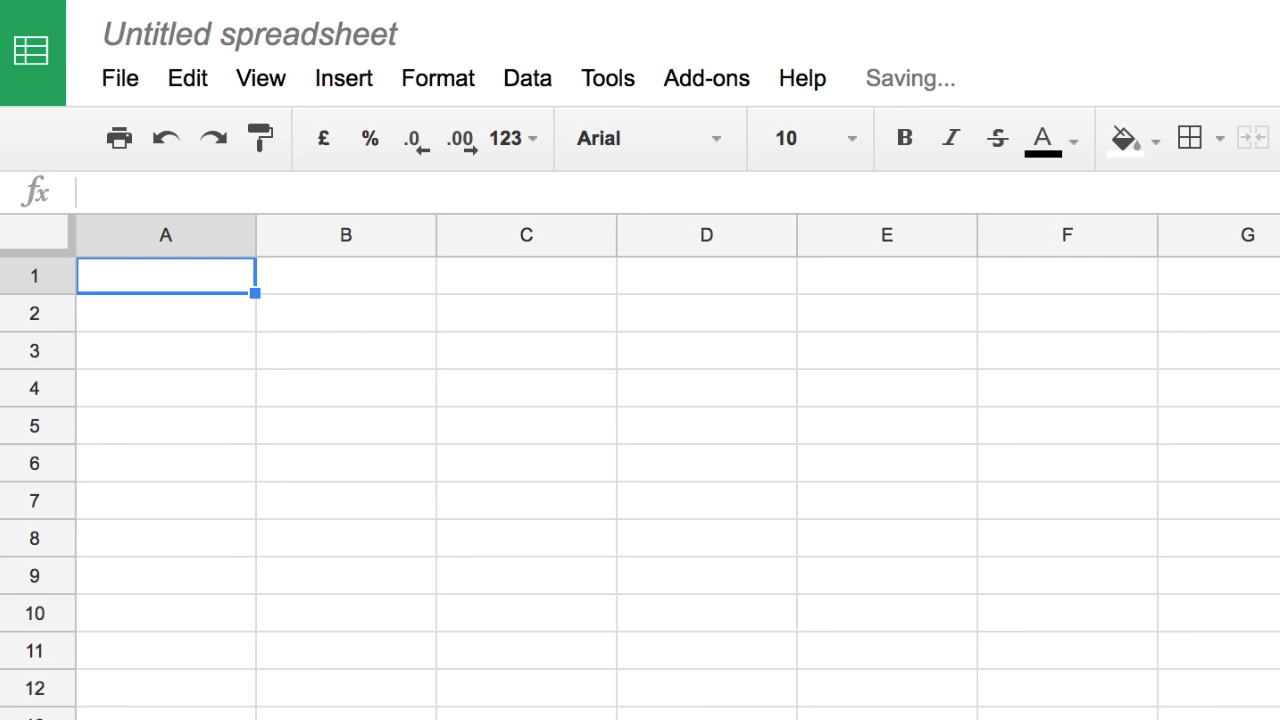 Untitled spreadsheet
File Edit View Insert Format Data Tools Add-ons Help Saving...
£ % .0 .00 123 Arial 10 B I S A
fx
A B C D E F G
1
2
3
4
5
6
7
8
9
10
11
12